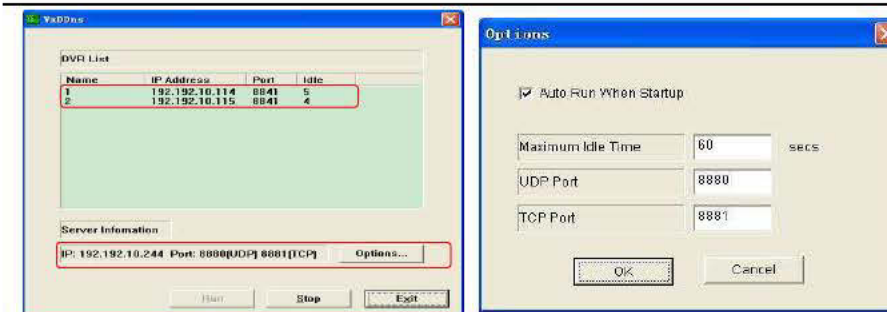 VaDDns
DVR List
Name IP Address Port Idle
1 192.192.10.114 8841 5
2 192.192.10.115 8841 4
Server Infomation
IP: 192.192.10.244 Port: 8880(UDP) 8881(TCP) Options...
Run Stop Exit
Options
Auto Run When Startup
Maximum Idle Time 60 secs
UDP Port 8880
TCP Port 8881
OK Cancel